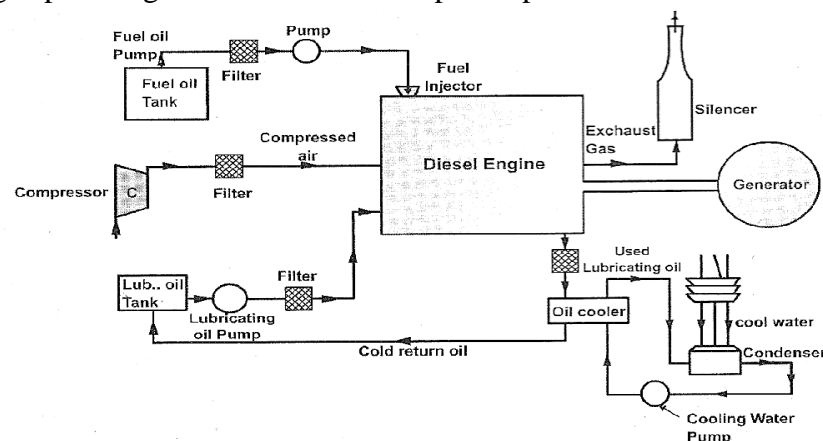 Fuel oil
Pump
Pump
Fuel oil
Tank
Filter
Fuel
Injector
Silencer
Exchaust
Gas
Compressed
air
Diesel Engine
Generator
Compressor
C
Filter
Used
Lubricating oil
Filter
Lub.. oil
Tank
Lubricating
oil Pump
Oil cooler
cool water
Condenser
Cold return oil
Cooling Water
Pump